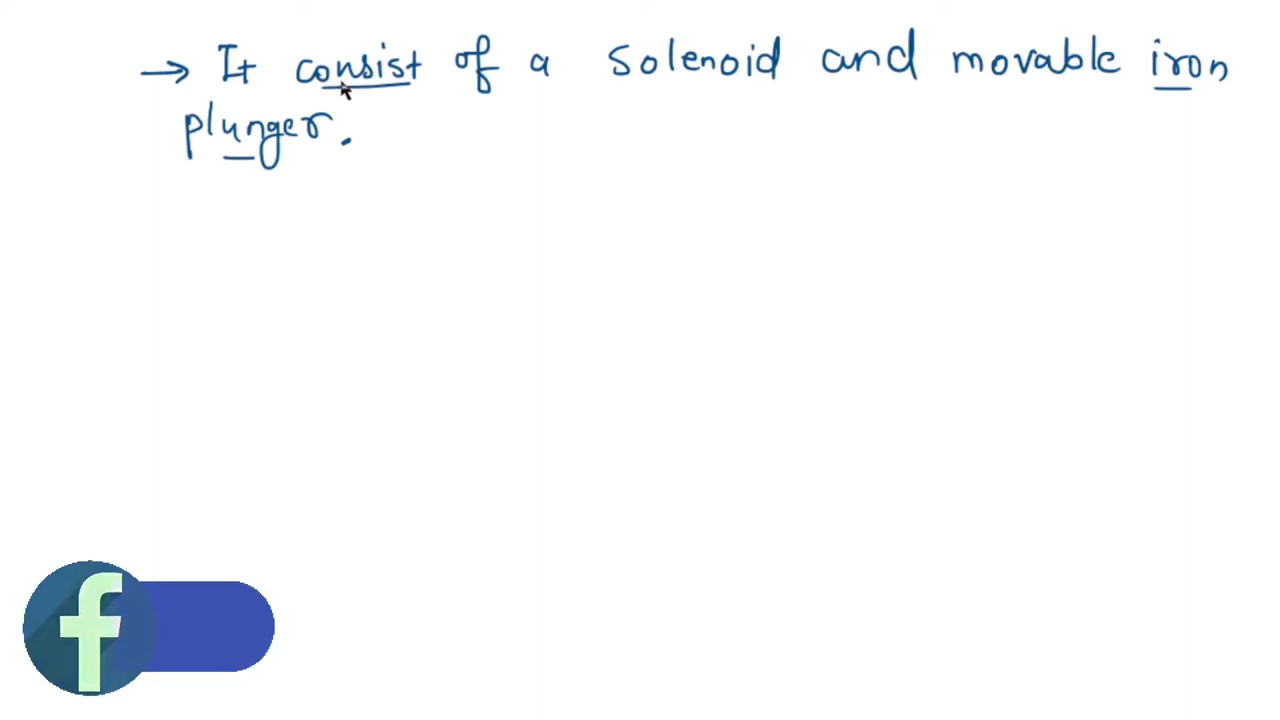 → It consist of a solenoid and movable iron
plunger.
f